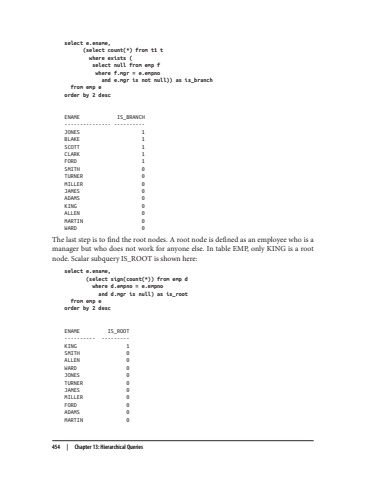 select e.ename,
(select count(*) from t1 t
where exists (
select null from emp f
where f.mgr = e.empno
and e.mgr is not null)) as is_branch
from emp e
order by 2 desc
ENAME IS_BRANCH
--------------- ----------
JONES 1
BLAKE 1
SCOTT 1
CLARK 1
FORD 1
SMITH 0
TURNER 0
MILLER 0
JAMES 0
ADAMS 0
KING 0
ALLEN 0
MARTIN 0
WARD 0
The last step is to find the root nodes. A root node is defined as an employee who is a
manager but who does not work for anyone else. In table EMP, only KING is a root
node. Scalar subquery IS_ROOT is shown here:
select e.ename,
(select sign(count(*)) from emp d
where d.empno = e.empno
and d.mgr is null) as is_root
from emp e
order by 2 desc
ENAME IS_ROOT
---------- ---------
KING 1
SMITH 0
ALLEN 0
WARD 0
JONES 0
TURNER 0
JAMES 0
MILLER 0
FORD 0
ADAMS 0
MARTIN 0
454 | Chapter 13: Hierarchical Queries